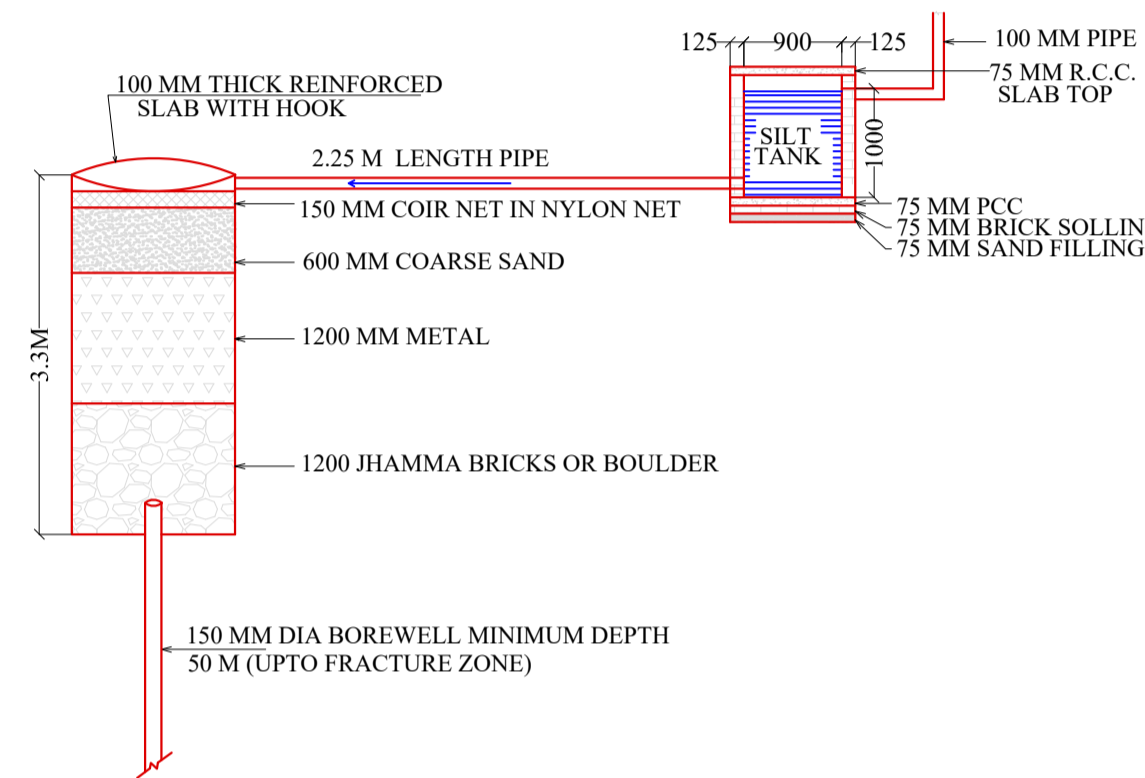 125 900 125
100 MM PIPE
75 MM R.C.C.
SLAB TOP
100 MM THICK REINFORCED
SLAB WITH HOOK
SILT
TANK
1000
2.25 M LENGTH PIPE
150 MM COIR NET IN NYLON NET
75 MM PCC
75 MM BRICK SOLLIN
75 MM SAND FILLING
600 MM COARSE SAND
3.3M
1200 MM METAL
1200 JHAMMA BRICKS OR BOULDER
150 MM DIA BOREWELL MINIMUM DEPTH
50 M (UPTO FRACTURE ZONE)